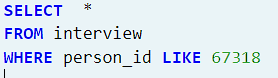 SELECT  *
FROM interview
WHERE person_id LIKE 67318